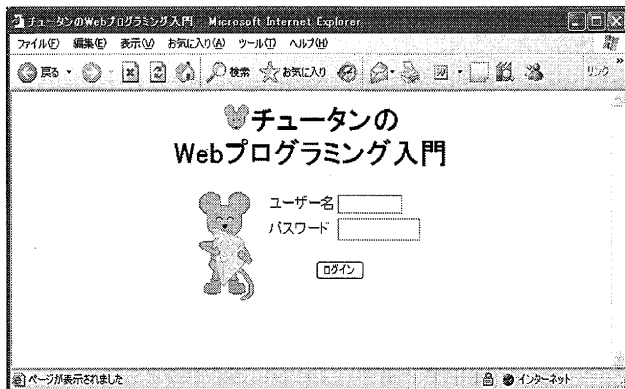 チュータンのWebプログラミング入門 - Microsoft Internet Explorer
ファイル(F) 編集(E) 表示(V) お気に入り(A) ツール(T) ヘルプ(H)
戻る 検索 お気に入り リンク »
チュータンの
Webプログラミング入門
ユーザー名
パスワード
ログイン
ページが表示されました インターネット